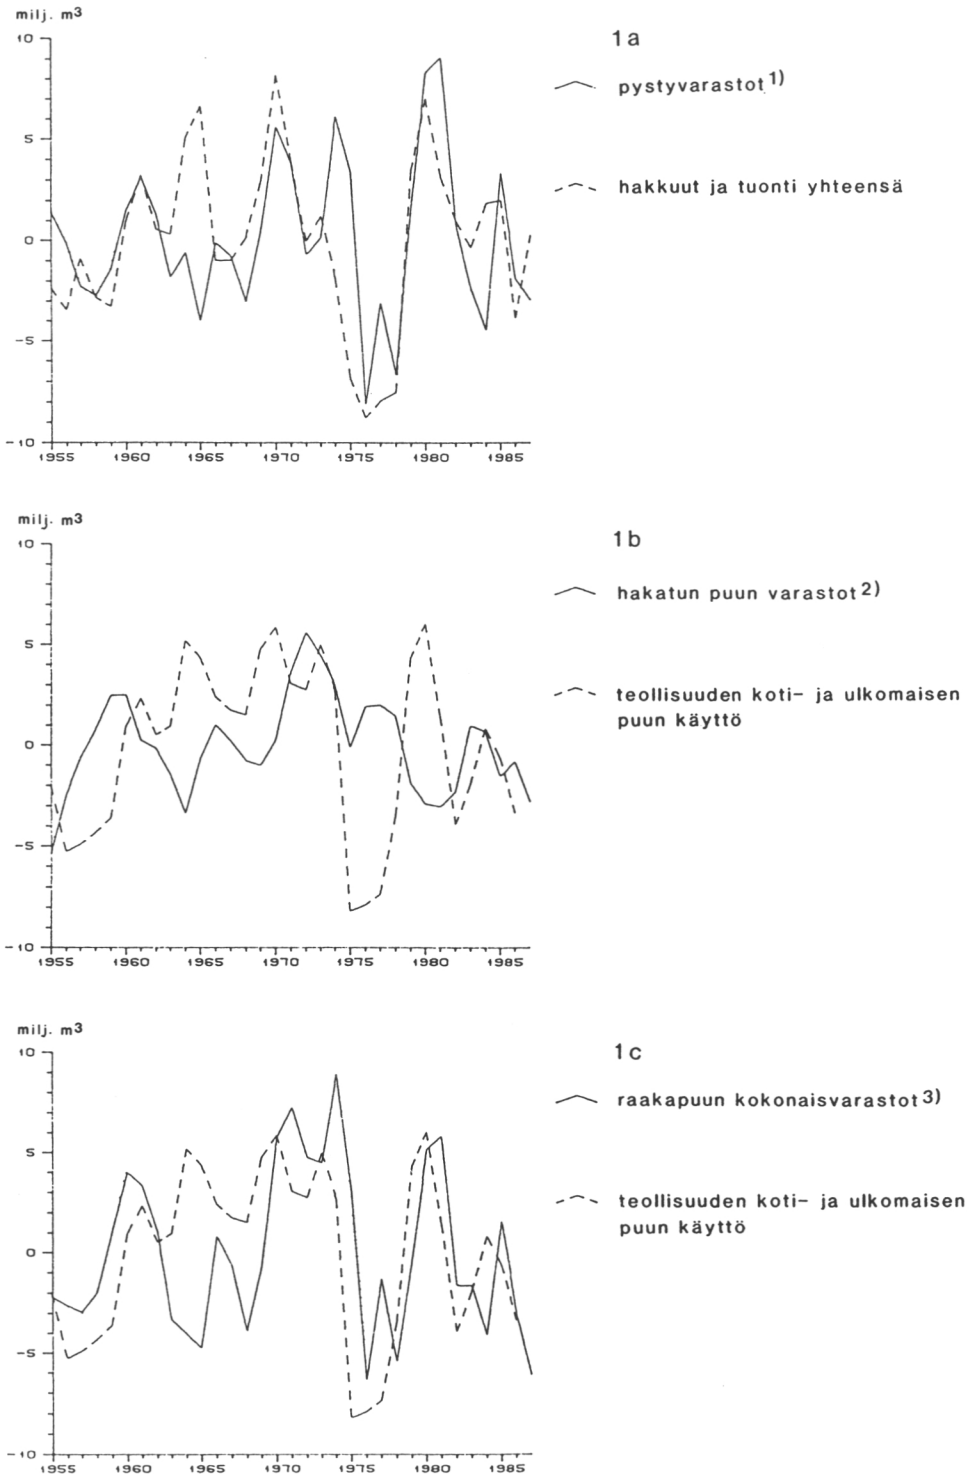 milj. m3
10
5
0
-5
-10
1955 1960 1965 1970 1975 1980 1985
1a
pystyvarastot 1)
hakkuut ja tuonti yhteensä
milj. m3
10
5
0
-5
-10
1955 1960 1965 1970 1975 1980 1985
1b
hakatun puun varastot 2)
teollisuuden koti- ja ulkomaisen
puun käyttö
milj. m3
10
5
0
-5
-10
1955 1960 1965 1970 1975 1980 1985
1c
raakapuun kokonaisvarastot 3)
teollisuuden koti- ja ulkomaisen
puun käyttö